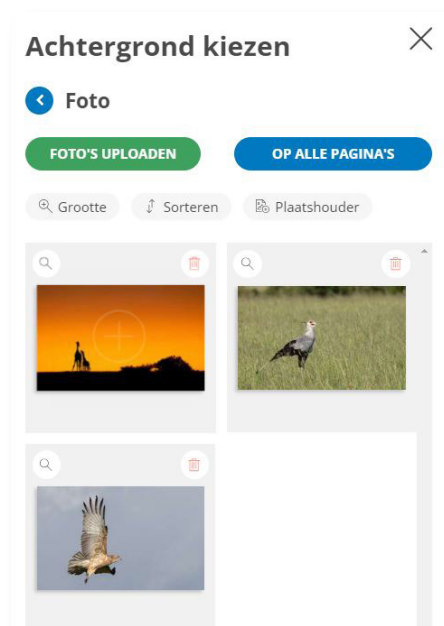 Achtergrond kiezen
Foto
FOTO'S UPLOADEN
OP ALLE PAGINA'S
Grootte
Sorteren
Plaatshouder